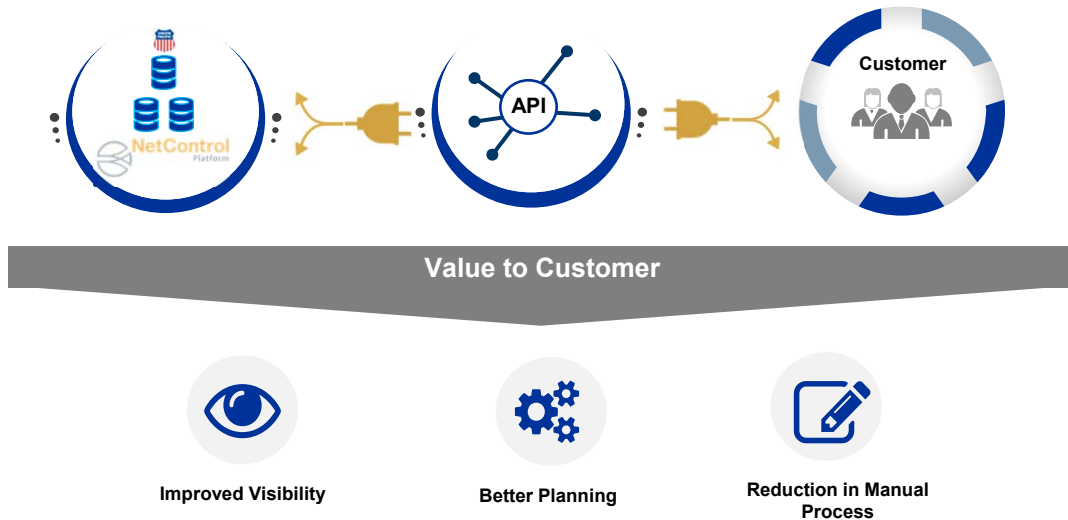 NetControl
Platform
API
Customer
Value to Customer
Improved Visibility
Better Planning
Reduction in Manual
Process